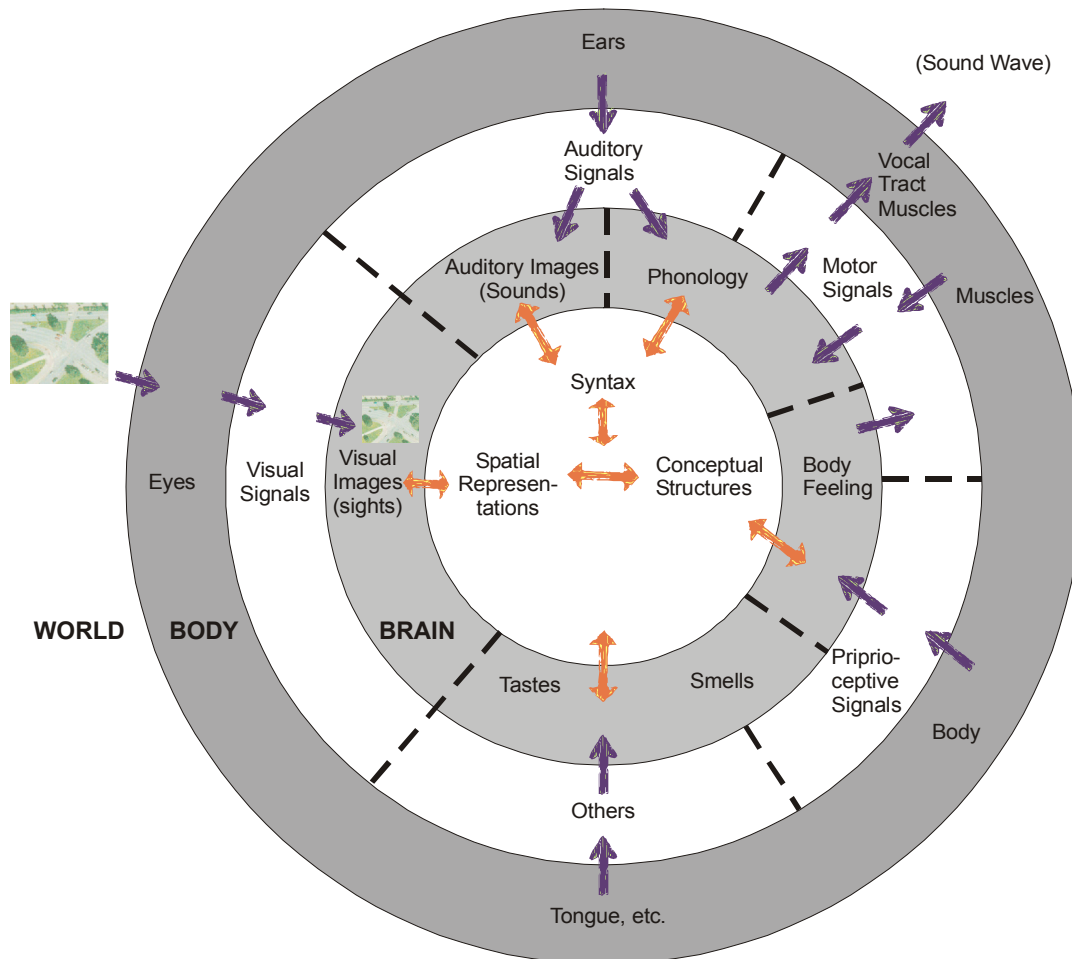 Ears
(Sound Wave)
Auditory
Signals
Vocal
Tract
Muscles
Auditory Images
(Sounds)
Phonology
Motor
Signals
Muscles
Syntax
Eyes
Visual
Signals
Visual
Images
(sights)
Spatial
Represen-
tations
Conceptual
Structures
Body
Feeling
WORLD
BODY
BRAIN
Tastes
Smells
Priprio-
ceptive
Signals
Body
Others
Tongue, etc.